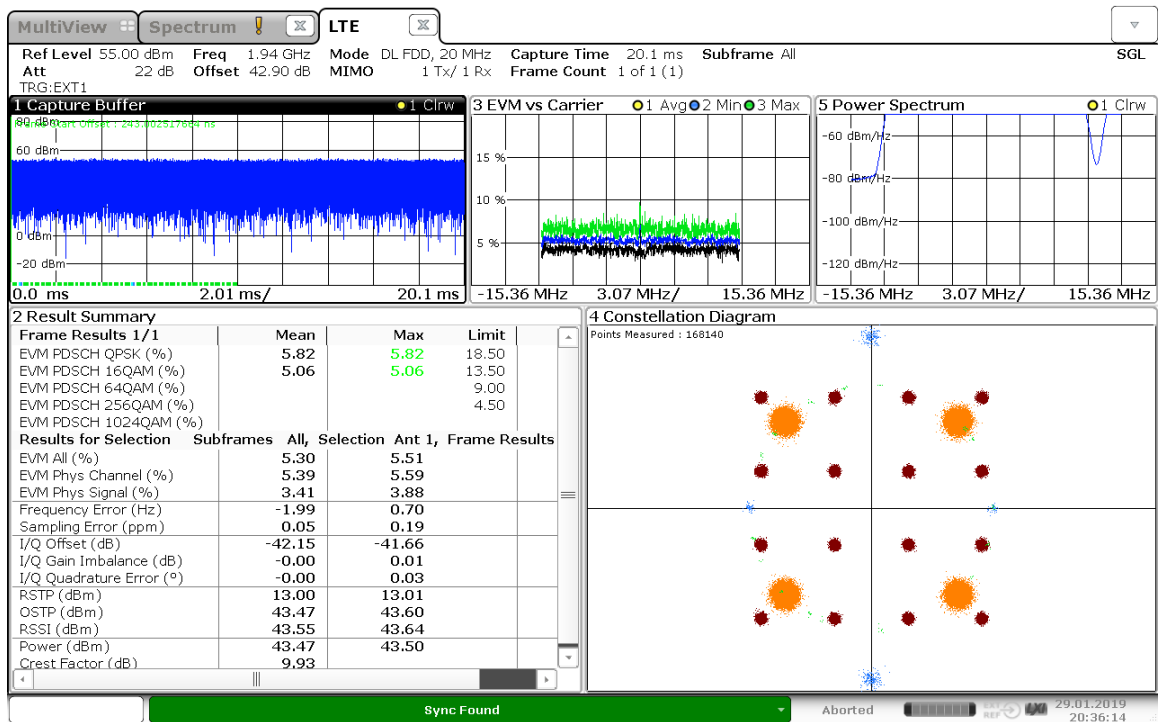 MultiView Spectrum ! X LTE X
Ref Level 55.00 dBm Freq 1.94 GHz Mode DL FDD, 20 MHz Capture Time 20.1 ms Subframe All SGL
Att 22 dB Offset 42.90 dB MIMO 1 Tx/ 1 Rx Frame Count 1 of 1 (1)
TRG:EXT1
1 Capture Buffer 1 Clrw
80 dBm
Frame Start Offset : 243.802517664 ns
60 dBm
0 dBm
-20 dBm
0.0 ms 2.01 ms/ 20.1 ms
3 EVM vs Carrier 1 Avg 2 Min 3 Max
15 %
10 %
5 %
-15.36 MHz 3.07 MHz/ 15.36 MHz
5 Power Spectrum 1 Clrw
-60 dBm/Hz
-80 dBm/Hz
-100 dBm/Hz
-120 dBm/Hz
-15.36 MHz 3.07 MHz/ 15.36 MHz
2 Result Summary
Frame Results 1/1 Mean Max Limit
EVM PDSCH QPSK (%) 5.82 5.82 18.50
EVM PDSCH 16QAM (%) 5.06 5.06 13.50
EVM PDSCH 64QAM (%) 9.00
EVM PDSCH 256QAM (%) 4.50
EVM PDSCH 1024QAM (%)
Results for Selection Subframes All, Selection Ant 1, Frame Results
EVM All (%) 5.30 5.51
EVM Phys Channel (%) 5.39 5.59
EVM Phys Signal (%) 3.41 3.88
Frequency Error (Hz) -1.99 0.70
Sampling Error (ppm) 0.05 0.19
I/Q Offset (dB) -42.15 -41.66
I/Q Gain Imbalance (dB) -0.00 0.01
I/Q Quadrature Error (°) -0.00 0.03
RSTP (dBm) 13.00 13.01
OSTP (dBm) 43.47 43.60
RSSI (dBm) 43.55 43.64
Power (dBm) 43.47 43.50
Crest Factor (dB) 9.93
4 Constellation Diagram
Points Measured : 168140
Sync Found
Aborted
EXT
REF
LXI
29.01.2019
20:36:14